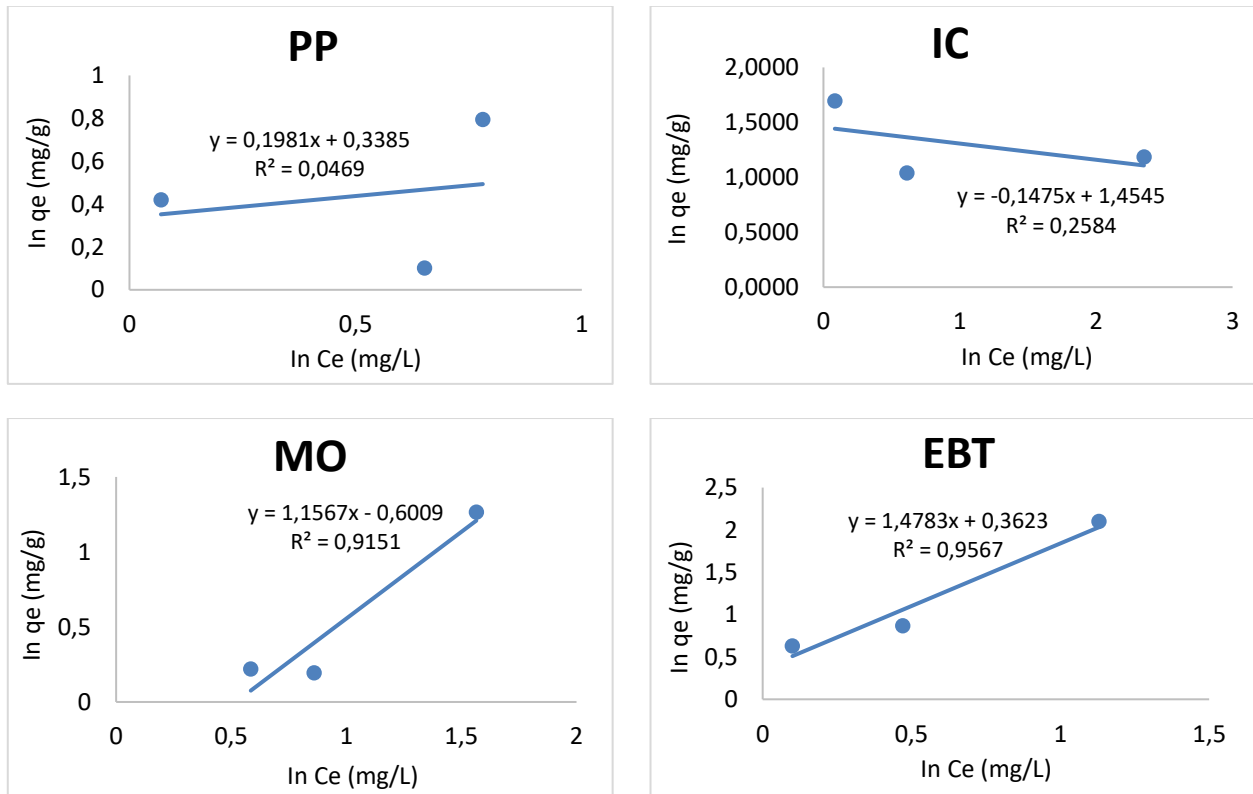 PP
ln qe (mg/g)
1
0,8
0,6
0,4
0,2
0
y = 0,1981x + 0,3385
R² = 0,0469
0
0,5
1
ln Ce (mg/L)
IC
ln qe (mg/g)
2,0000
1,5000
1,0000
0,5000
0,0000
y = -0,1475x + 1,4545
R² = 0,2584
0
1
2
3
ln Ce (mg/L)
MO
ln qe (mg/g)
1,5
1
0,5
0
y = 1,1567x - 0,6009
R² = 0,9151
0
0,5
1
1,5
2
ln Ce (mg/L)
EBT
ln qe (mg/g)
2,5
2
1,5
1
0,5
0
y = 1,4783x + 0,3623
R² = 0,9567
0
0,5
1
1,5
ln Ce (mg/L)